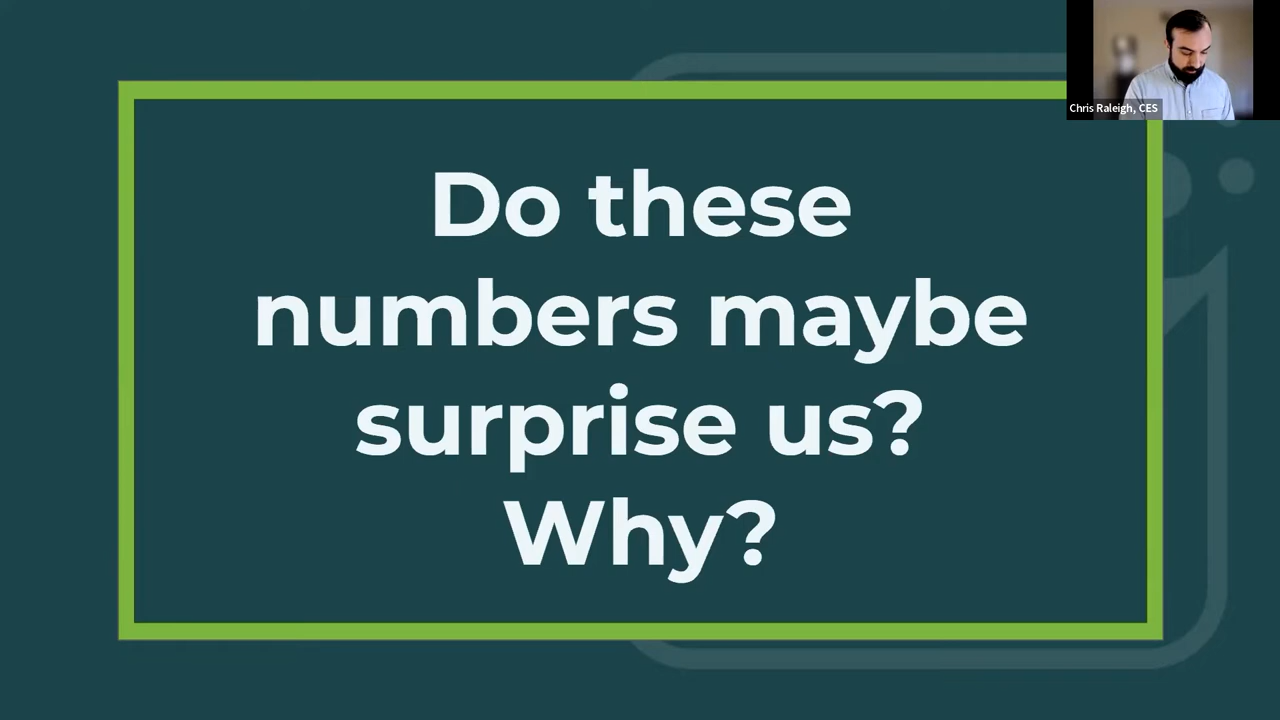 Chris Raleigh, CES
Do these
numbers maybe
surprise us?
Why?